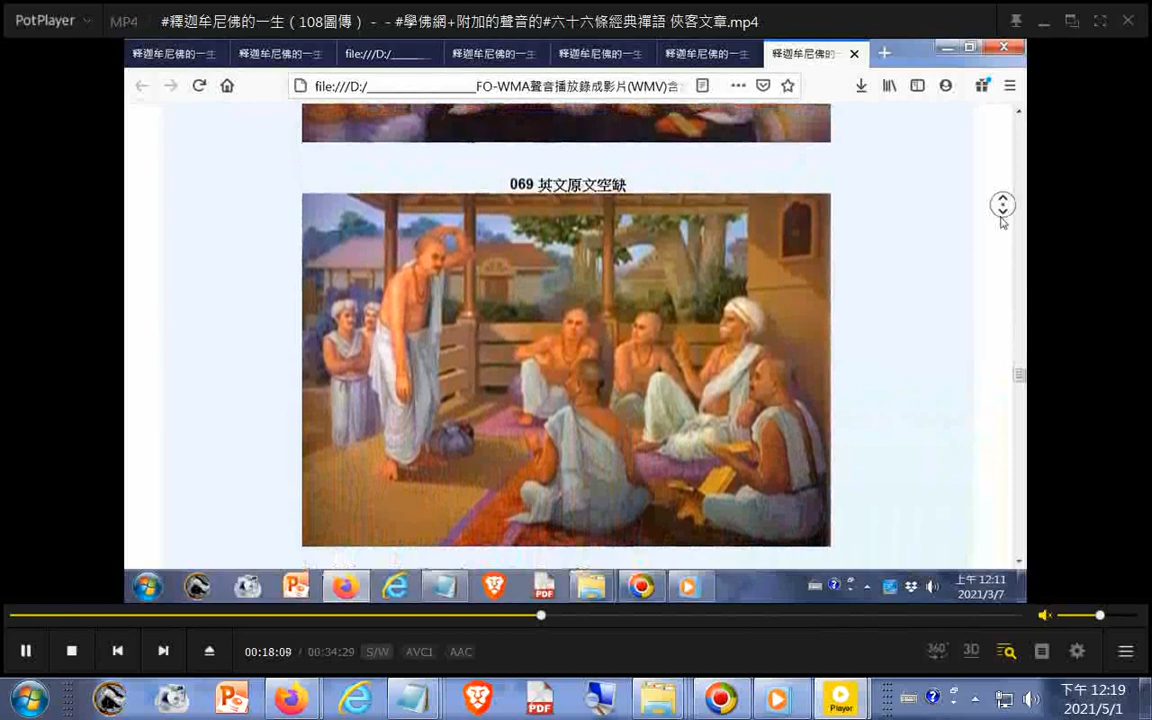 PotPlayer
MP4
#釋迦牟尼佛的一生（108圖傳）- - #學佛網+附加的聲音的#六十六條經典禪語 俠客文章.mp4
釋迦牟尼佛的一生
釋迦牟尼佛的一生
file:///D:/______
釋迦牟尼佛的一生
釋迦牟尼佛的一生
釋迦牟尼佛的一生
釋迦牟尼佛的一
file:///D:/__________________FO-WMA聲音播放錄成影片(WMV)含
069 英文原文空缺
PDF
上午 12:11
2021/3/7
00:18:09 / 00:34:29 S/W AVC1 AAC
360° 3D
PDF
Player
下午 12:19
2021/5/1